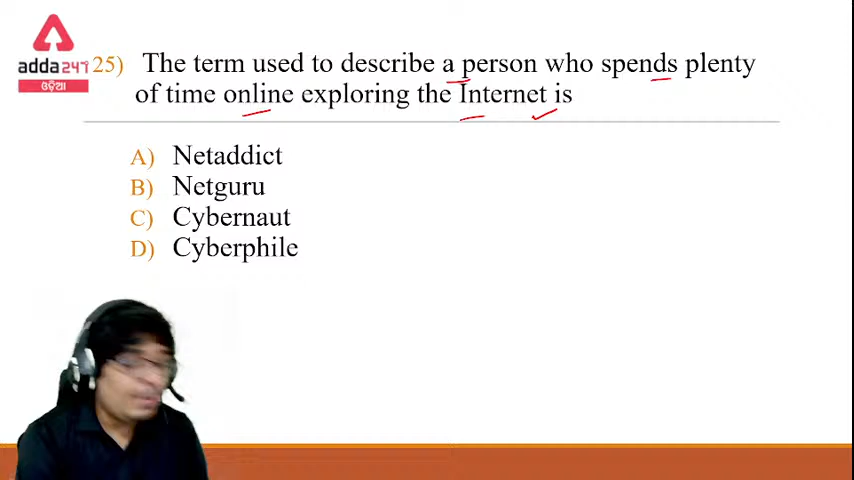 adda247
ଓଡ଼ିଆ
25) The term used to describe a person who spends plenty
of time online exploring the Internet is
A) Netaddict
B) Netguru
C) Cybernaut
D) Cyberphile